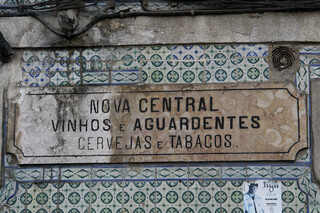 NOVA CENTRAL
VINHOS E AGUARDENTES
CERVEJAS E TABACOS.